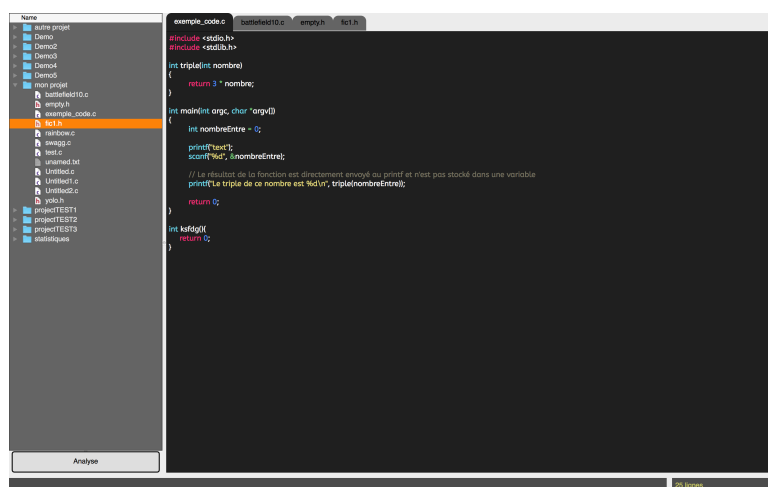 Name
autre projet
Demo
Demo2
Demo3
Demo4
Demo5
mon projet
battlefield10.c
empty.h
exemple_code.c
fic1.h
rainbow.c
swagg.c
test.c
unamed.txt
Untitled.c
Untitled1.c
Untitled2.c
yolo.h
projectTEST1
projectTEST2
projectTEST3
statistiques
Analyse
exemple_code.c battlefield10.c empty.h fic1.h
#include <stdio.h>
#include <stdlib.h>
int triple(int nombre)
{
return 3 * nombre;
}
int main(int argc, char *argv[])
{
int nombreEntre = 0;
printf("text");
scanf("%d", &nombreEntre);
// Le résultat de la fonction est directement envoyé au printf et n'est pas stocké dans une variable
printf("Le triple de ce nombre est %d\n", triple(nombreEntre));
return 0;
}
int ksfdg(){
return 0;
}
25 lignes